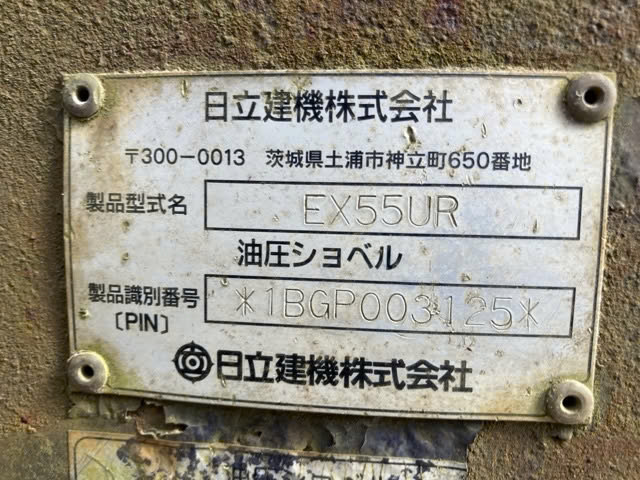 日立建機株式会社
〒300-0013 茨城県土浦市神立町650番地
製品型式名 EX55UR
油圧ショベル
製品識別番号 *1BGP003125*
〔PIN〕
日立建機株式会社